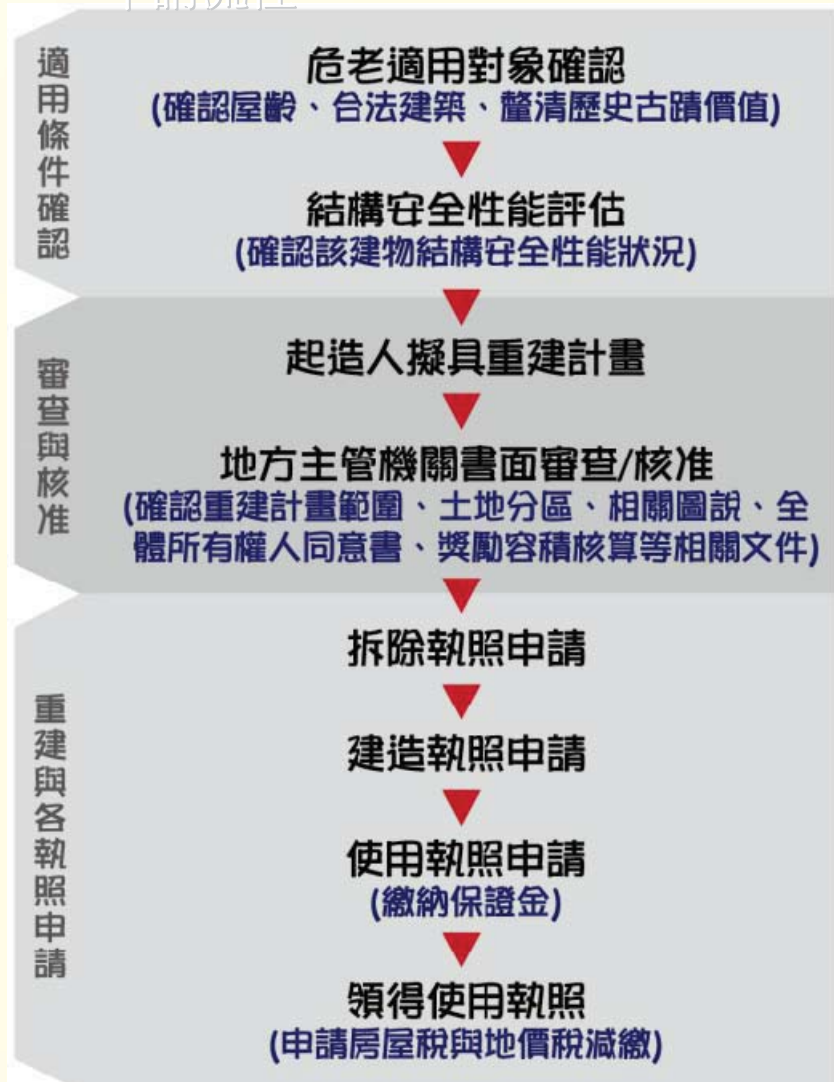 適用條件確認
危老適用對象確認
(確認屋齡、合法建築、釐清歷史古蹟價值)
結構安全性能評估
(確認該建物結構安全性能狀況)
審查與核准
起造人擬具重建計畫
地方主管機關書面審查/核准
(確認重建計畫範圍、土地分區、相關圖說、全
體所有權人同意書、獎勵容積核算等相關文件)
重建與各執照申請
拆除執照申請
建造執照申請
使用執照申請
(繳納保證金)
領得使用執照
(申請房屋稅與地價稅減繳)